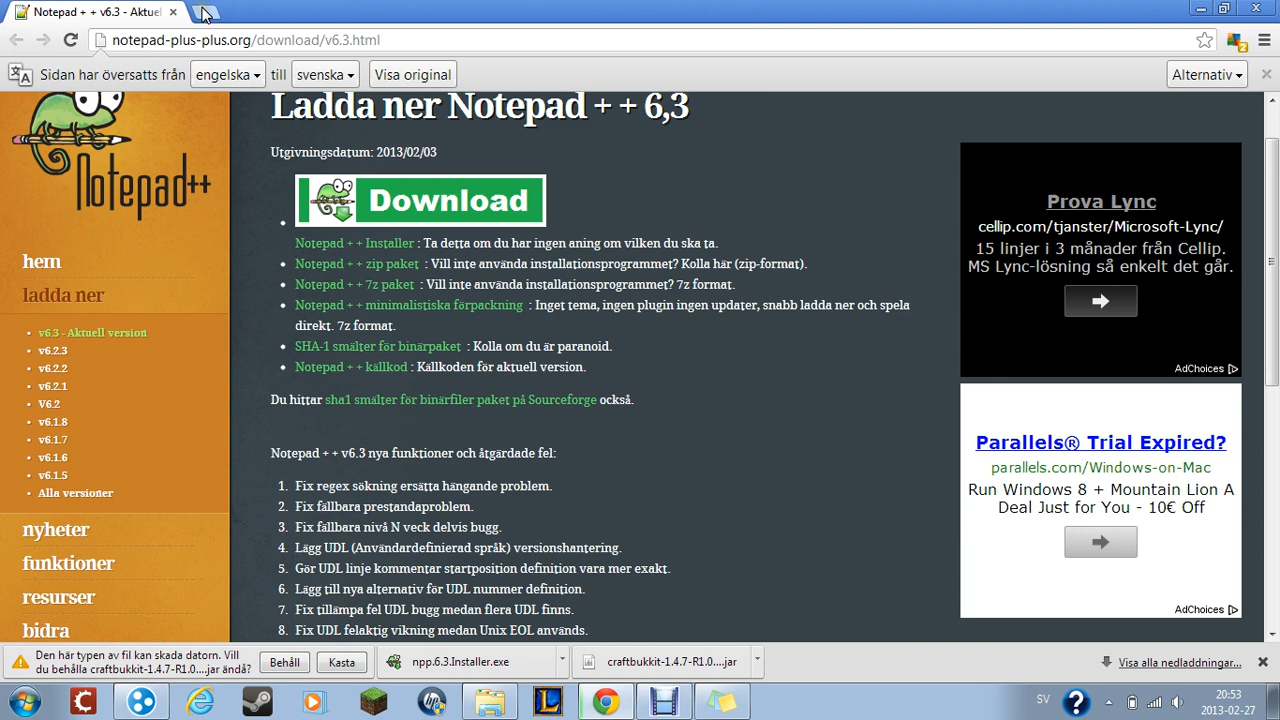 Notepad + + v6.3 - Aktuel
notepad-plus-plus.org/download/v6.3.html
2
Sidan har översatts från engelska till svenska Visa original Alternativ
Notepad++
hem
ladda ner
v6.3 - Aktuell version
v6.2.3
v6.2.2
v6.2.1
V6.2
v6.1.8
v6.1.7
v6.1.6
v6.1.5
Alla versioner
nyheter
funktioner
resurser
bidra
Ladda ner Notepad + + 6,3
Utgivningsdatum: 2013/02/03
Download
Notepad + + Installer : Ta detta om du har ingen aning om vilken du ska ta.
Notepad + + zip paket : Vill inte använda installationsprogrammet? Kolla här (zip-format).
Notepad + + 7z paket : Vill inte använda installationsprogrammet? 7z format.
Notepad + + minimalistiska förpackning : Inget tema, ingen plugin ingen updater, snabb ladda ner och spela
direkt. 7z format.
SHA-1 smälter för binärpaket : Kolla om du är paranoid.
Notepad + + källkod : Källkoden för aktuell version.
Du hittar sha1 smälter för binärfiler paket på Sourceforge också.
Notepad + + v6.3 nya funktioner och åtgärdade fel:
1. Fix regex sökning ersätta hängande problem.
2. Fix fällbara prestandaproblem.
3. Fix fällbara nivå N veck delvis bugg.
4. Lägg UDL (Användardefinierad språk) versionshantering.
5. Gör UDL linje kommentar startposition definition vara mer exakt.
6. Lägg till nya alternativ för UDL nummer definition.
7. Fix tillämpa fel UDL bugg medan flera UDL finns.
8. Fix UDL felaktig vikning medan Unix EOL används.
Prova Lync
cellip.com/tjanster/Microsoft-Lync/
15 linjer i 3 månader från Cellip.
MS Lync-lösning så enkelt det går.
AdChoices
Parallels® Trial Expired?
parallels.com/Windows-on-Mac
Run Windows 8 + Mountain Lion A
Deal Just for You - 10€ Off
AdChoices
Den här typen av fil kan skada datorn. Vill
du behålla craftbukkit-1.4.7-R1.0....jar ändå?
Behåll
Kasta
npp.6.3.Installer.exe
craftbukkit-1.4.7-R1.0....jar
Visa alla nedladdningar...
SV
20:53
2013-02-27